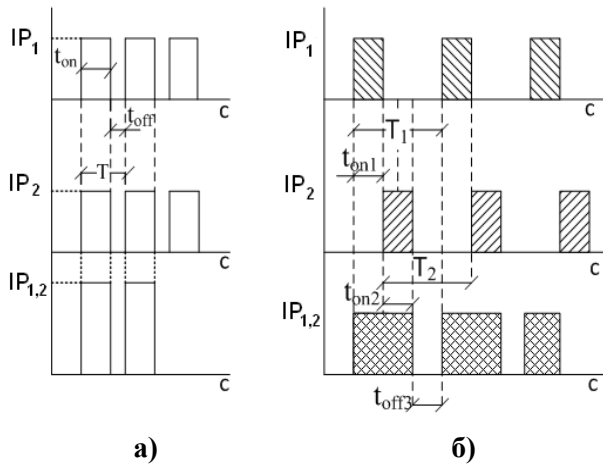 IP1
ton
toff
c
IP2
T
c
IP1,2
c
а)
IP1
c
T1
ton1
IP2
c
T2
ton2
IP1,2
c
toff3
б)